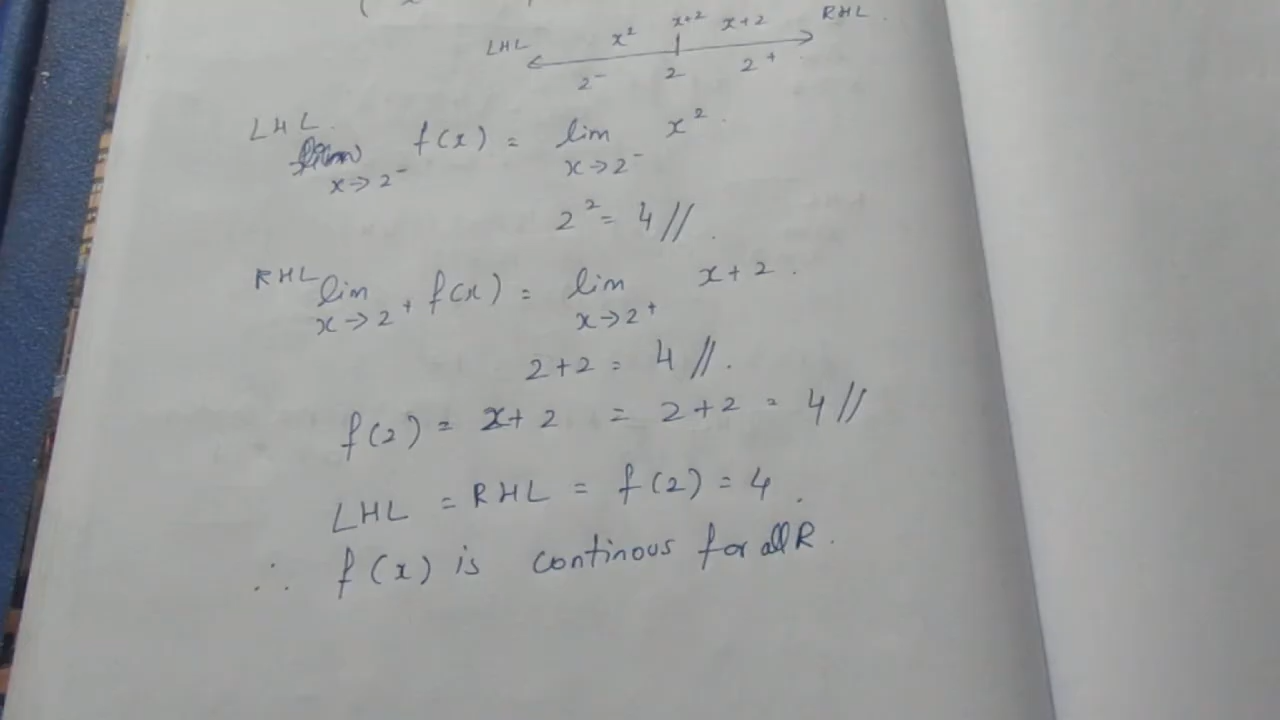 LHL x² x+2 x+2 RHL.
2⁻ 2 2⁺
LHL.
lim x→2⁻ f(x) = lim x→2⁻ x².
2² = 4//.
RHL lim x→2⁺ f(x) = lim x→2⁺ x+2.
2+2 = 4//.
f(2) = x+2 = 2+2 = 4//
LHL = RHL = f(2) = 4.
∴ f(x) is continous for all R.